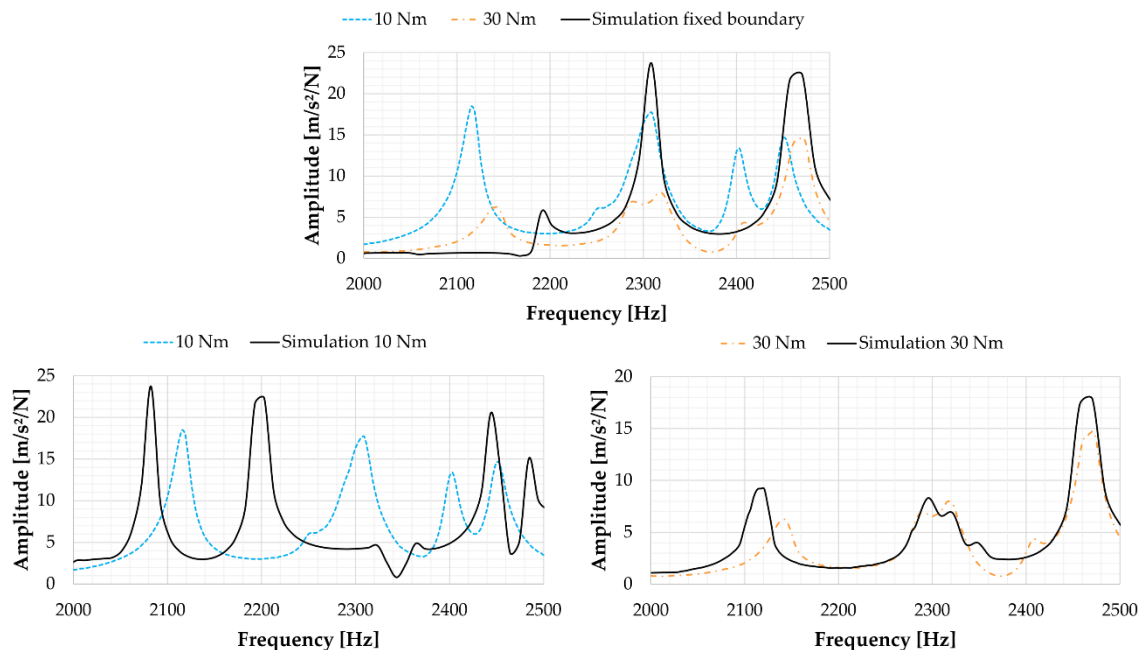 10 Nm 30 Nm Simulation fixed boundary
Amplitude [m/s²/N]
25
20
15
10
5
0
2000 2100 2200 2300 2400 2500
Frequency [Hz]
10 Nm Simulation 10 Nm
Amplitude [m/s²/N]
25
20
15
10
5
0
2000 2100 2200 2300 2400 2500
Frequency [Hz]
30 Nm Simulation 30 Nm
Amplitude [m/s²/N]
20
15
10
5
0
2000 2100 2200 2300 2400 2500
Frequency [Hz]